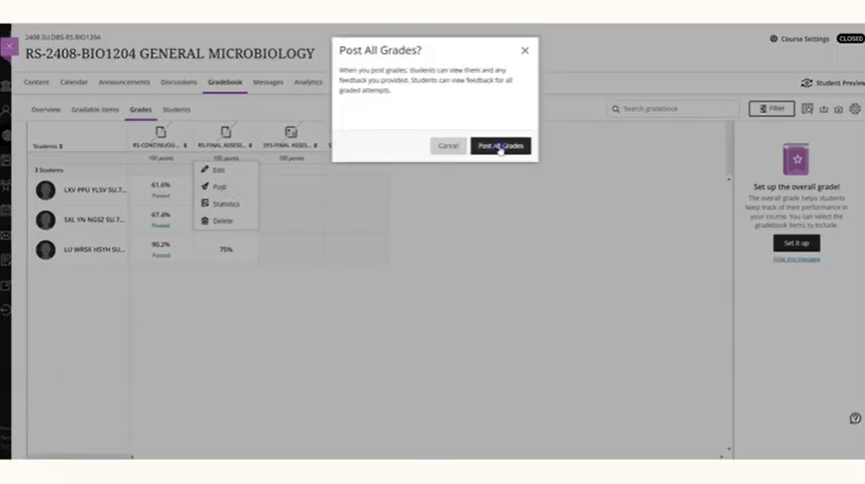 2408.SU.DBS-RS.BIO1204
RS-2408-BIO1204 GENERAL MICROBIOLOGY
Course Settings
CLOSED
Content
Calendar
Announcements
Discussions
Gradebook
Messages
Analytics
Student Preview
Overview
Gradable Items
Grades
Students
Search gradebook
Filter
Post All Grades?
When you post grades, students can view them and any
feedback you provided. Students can view feedback for all
graded attempts.
Cancel
Post All Grades
Students
RS-CONTINUOU...
RS-FINAL ASSESS...
SYS-FINAL ASSES...
100 points
100 points
100 points
3 Students
LXV PPU YLSV SU.7...
61.6%
Passed
SXL YN NGSZ SU.7...
67.4%
Passed
LU WRSX HSYH SU.7...
90.2%
Passed
75%
Edit
Post
Statistics
Delete
Set up the overall grade!
The overall grade helps students
keep track of their performance in
your course. You can select the
gradebook items to include.
Set it up
Hide this message